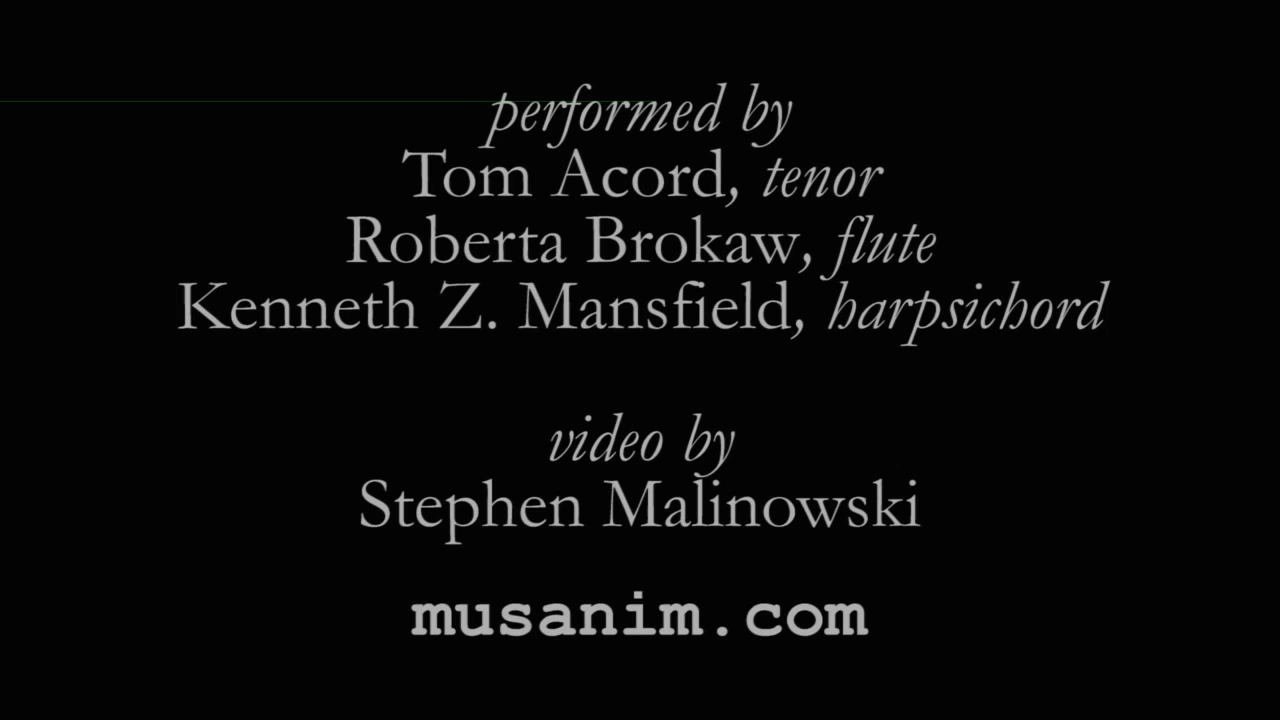 performed by
Tom Acord, tenor
Roberta Brokaw, flute
Kenneth Z. Mansfield, harpsichord
video by
Stephen Malinowski
musanim.com